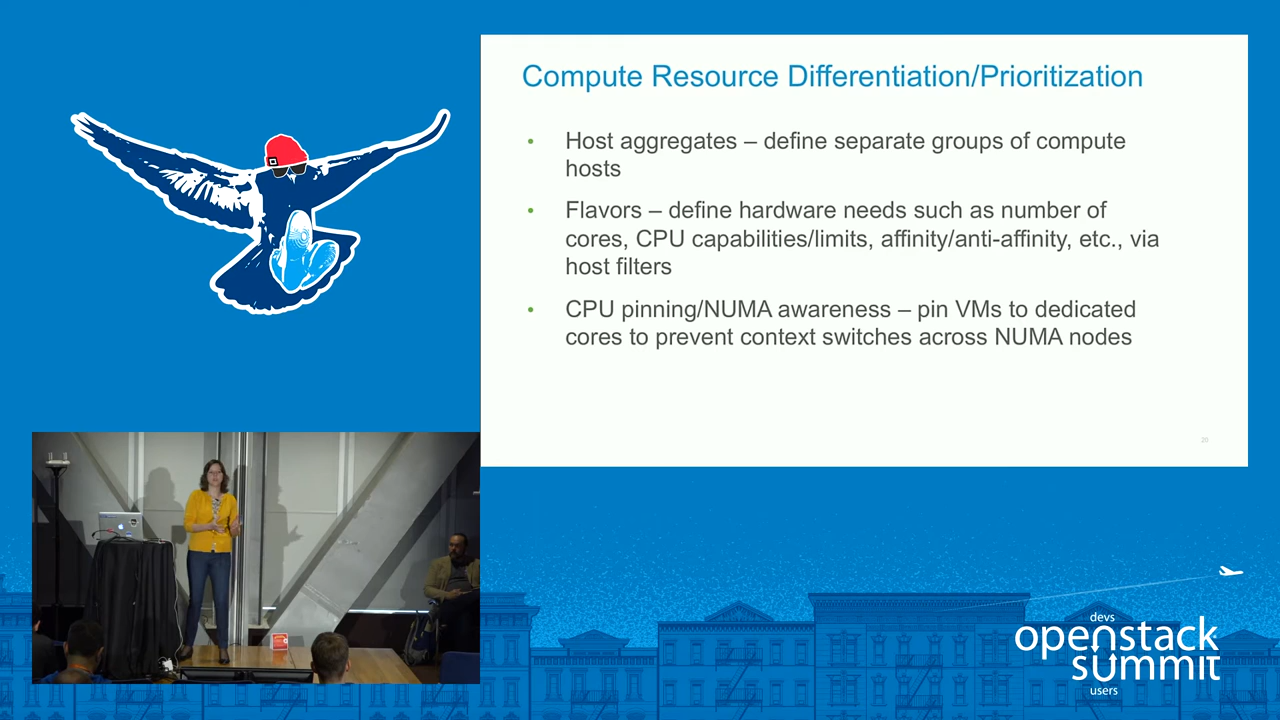 Compute Resource Differentiation/Prioritization
• Host aggregates – define separate groups of compute
hosts
• Flavors – define hardware needs such as number of
cores, CPU capabilities/limits, affinity/anti-affinity, etc., via
host filters
• CPU pinning/NUMA awareness – pin VMs to dedicated
cores to prevent context switches across NUMA nodes
20
devs
openstack
summit
users